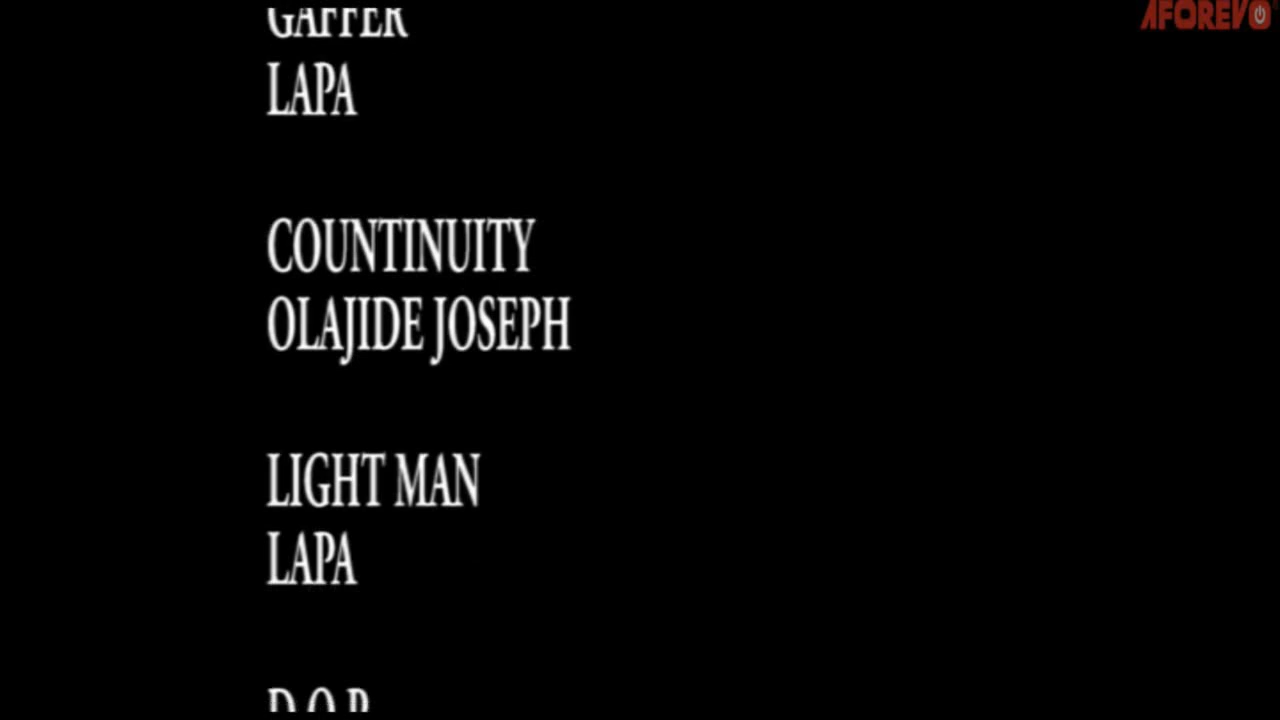 AFOREVO
GAFFER
LAPA
COUNTINUITY
OLAJIDE JOSEPH
LIGHT MAN
LAPA
D.O.P